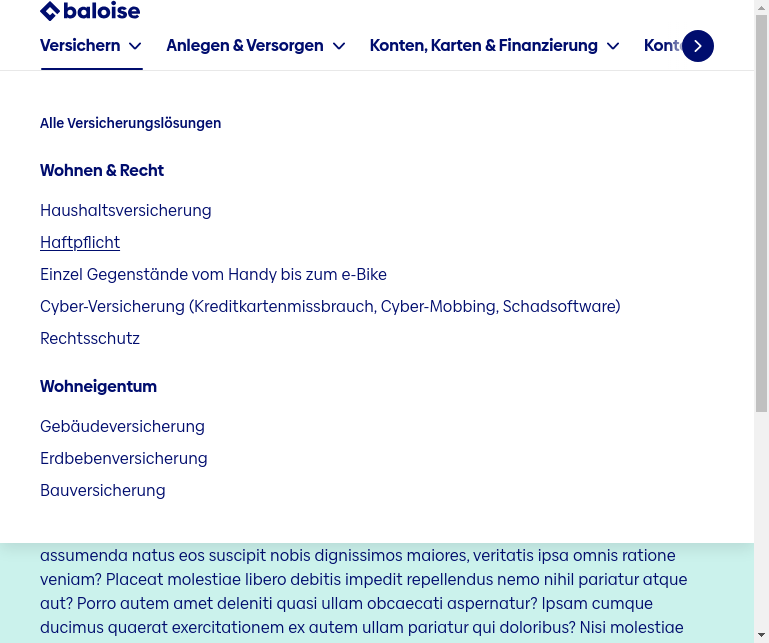 baloise
Versichern Anlegen & Versorgen Konten, Karten & Finanzierung
Alle Versicherungslösungen
Wohnen & Recht
Haushaltsversicherung
Haftpflicht
Einzel Gegenstände vom Handy bis zum e-Bike
Cyber-Versicherung (Kreditkartenmissbrauch, Cyber-Mobbing, Schadsoftware)
Rechtsschutz
Wohneigentum
Gebäudeversicherung
Erdbebenversicherung
Bauversicherung
assumenda natus eos suscipit nobis dignissimos maiores, veritatis ipsa omnis ratione
veniam? Placeat molestiae libero debitis impedit repellendus nemo nihil pariatur atque
aut? Porro autem amet deleniti quasi ullam obcaecati aspernatur? Ipsam cumque
ducimus quaerat exercitationem ex autem ullam pariatur qui doloribus? Nisi molestiae